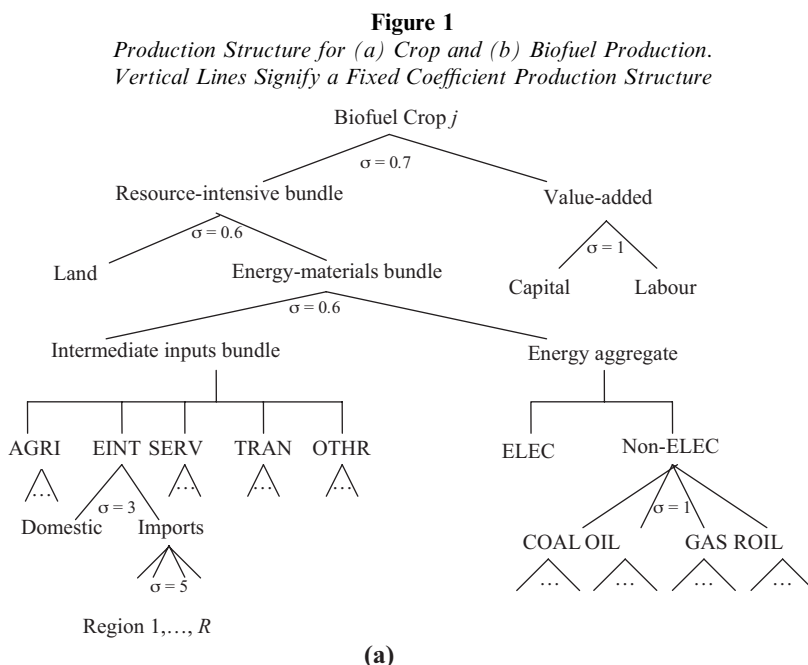 Figure 1
Production Structure for (a) Crop and (b) Biofuel Production.
Vertical Lines Signify a Fixed Coefficient Production Structure
Biofuel Crop j
σ = 0.7
Resource-intensive bundle Value-added
σ = 0.6 σ = 1
Land Energy-materials bundle Capital Labour
σ = 0.6
Intermediate inputs bundle Energy aggregate
AGRI EINT SERV TRAN OTHR ELEC Non-ELEC
... ... ... ...
σ = 3 σ = 1
Domestic Imports COAL OIL GAS ROIL
... ... ... ...
σ = 5
Region 1,..., R
(a)